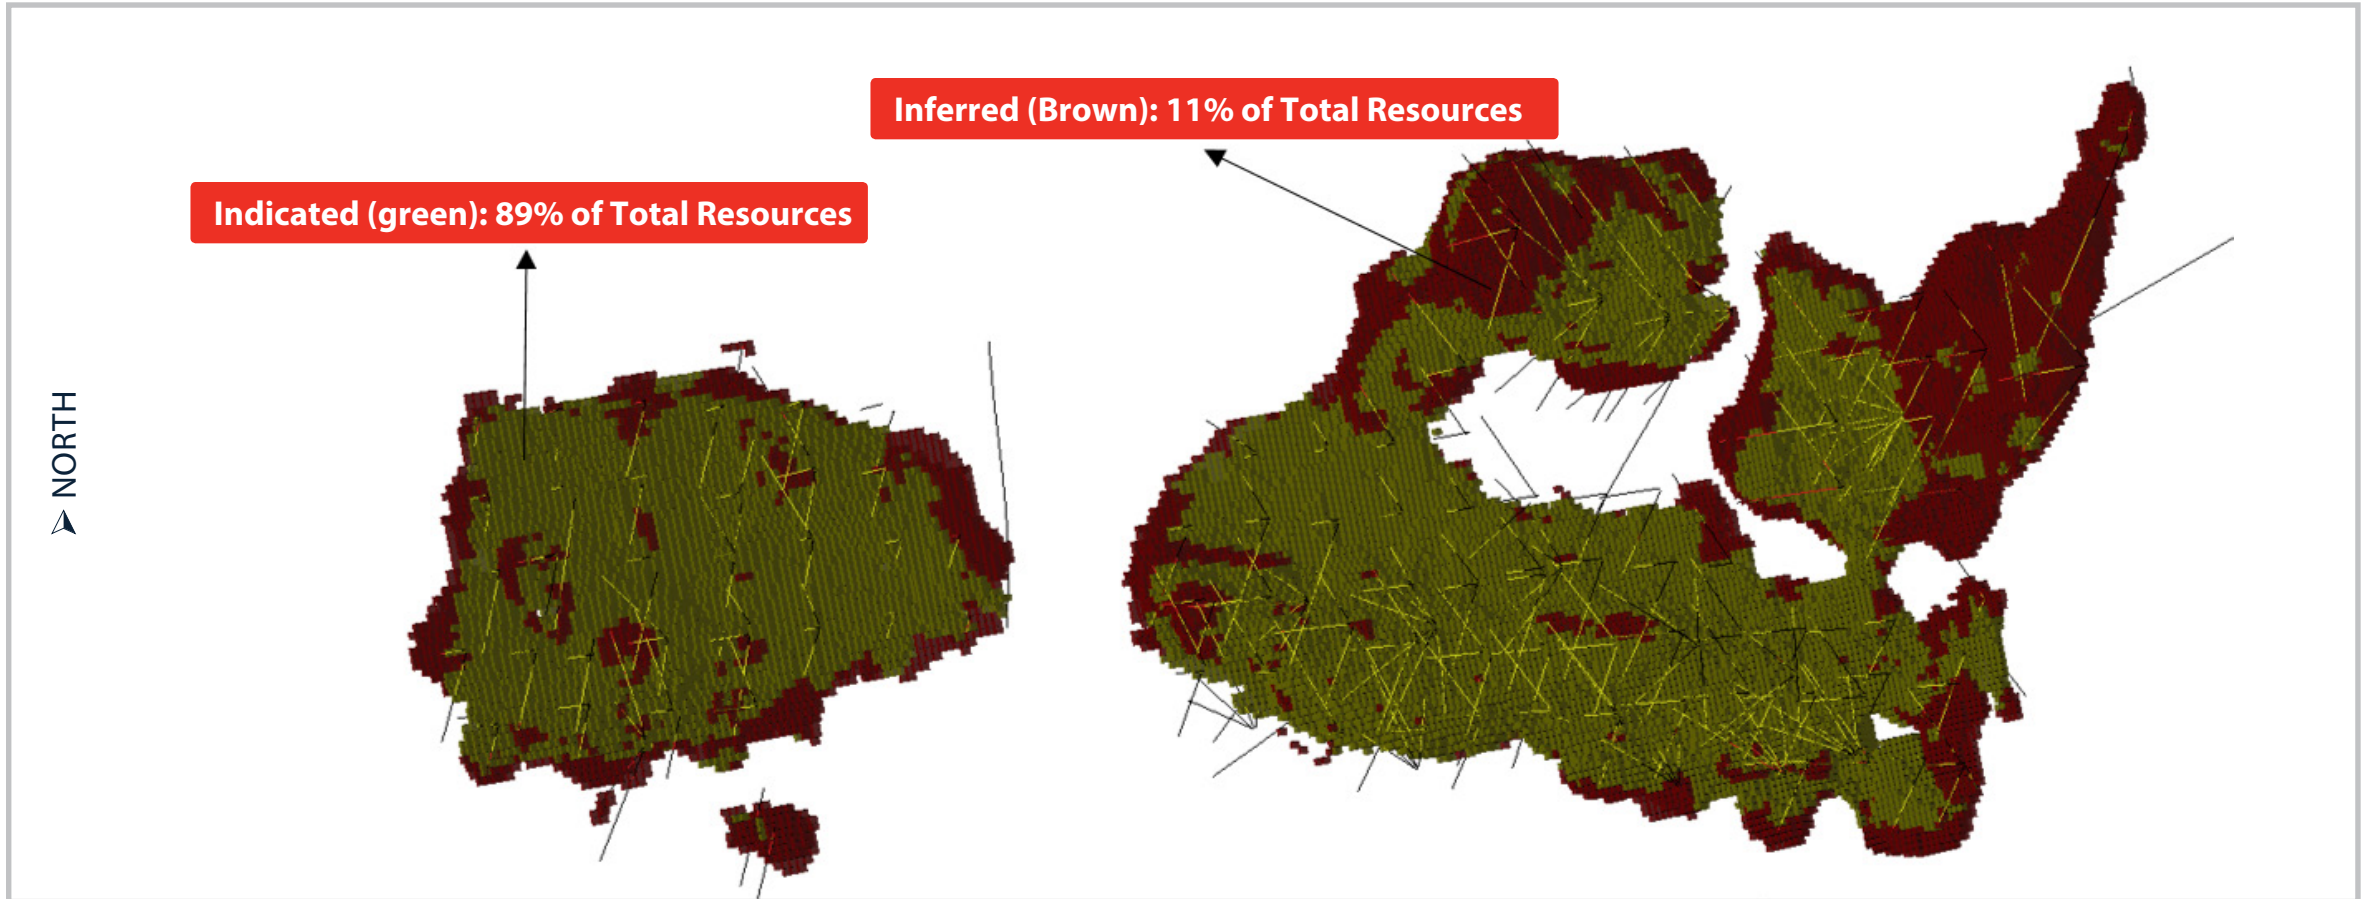 Inferred (Brown): 11% of Total Resources
Indicated (green): 89% of Total Resources
NORTH